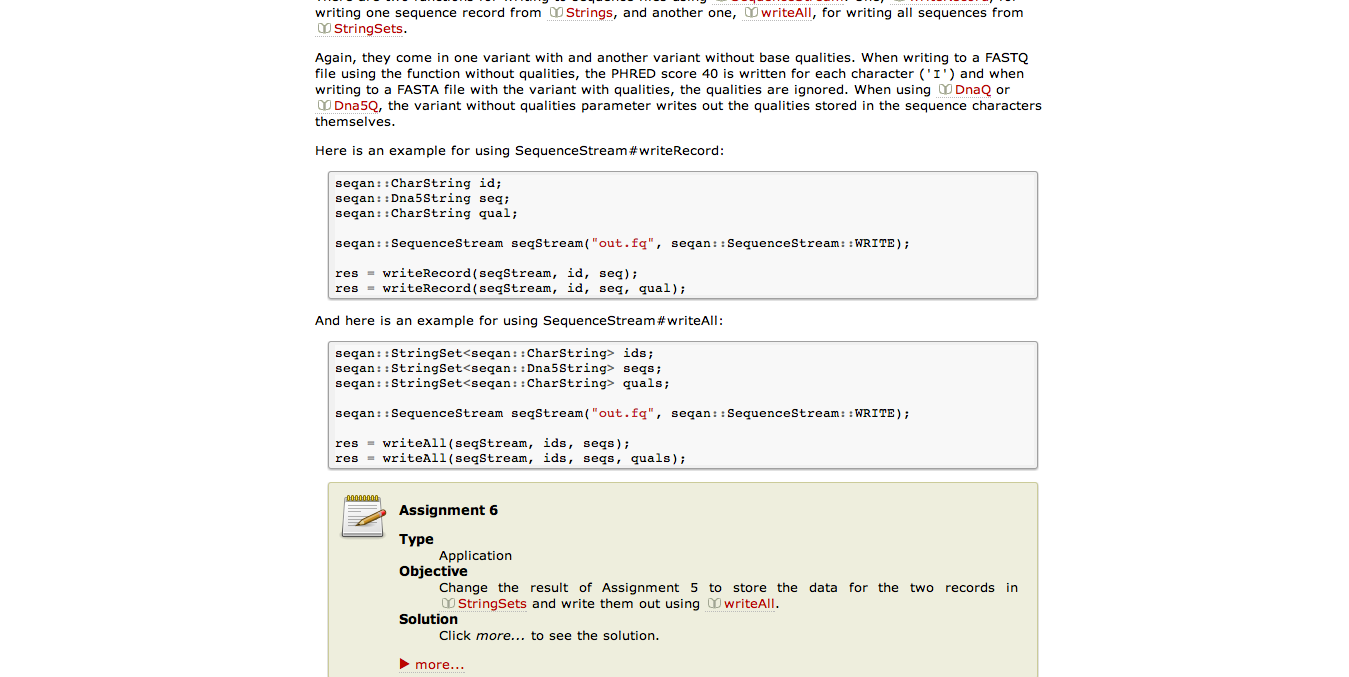 writing one sequence record from Strings, and another one, writeAll, for writing all sequences from
StringSets.
Again, they come in one variant with and another variant without base qualities. When writing to a FASTQ
file using the function without qualities, the PHRED score 40 is written for each character ('I') and when
writing to a FASTA file with the variant with qualities, the qualities are ignored. When using DnaQ or
Dna5Q, the variant without qualities parameter writes out the qualities stored in the sequence characters
themselves.
Here is an example for using SequenceStream#writeRecord:
seqan::CharString id;
seqan::Dna5String seq;
seqan::CharString qual;
seqan::SequenceStream seqStream("out.fq", seqan::SequenceStream::WRITE);
res = writeRecord(seqStream, id, seq);
res = writeRecord(seqStream, id, seq, qual);
And here is an example for using SequenceStream#writeAll:
seqan::StringSet<seqan::CharString> ids;
seqan::StringSet<seqan::Dna5String> seqs;
seqan::StringSet<seqan::CharString> quals;
seqan::SequenceStream seqStream("out.fq", seqan::SequenceStream::WRITE);
res = writeAll(seqStream, ids, seqs);
res = writeAll(seqStream, ids, seqs, quals);
Assignment 6
Type
Application
Objective
Change the result of Assignment 5 to store the data for the two records in
StringSets and write them out using writeAll.
Solution
Click more... to see the solution.
more...